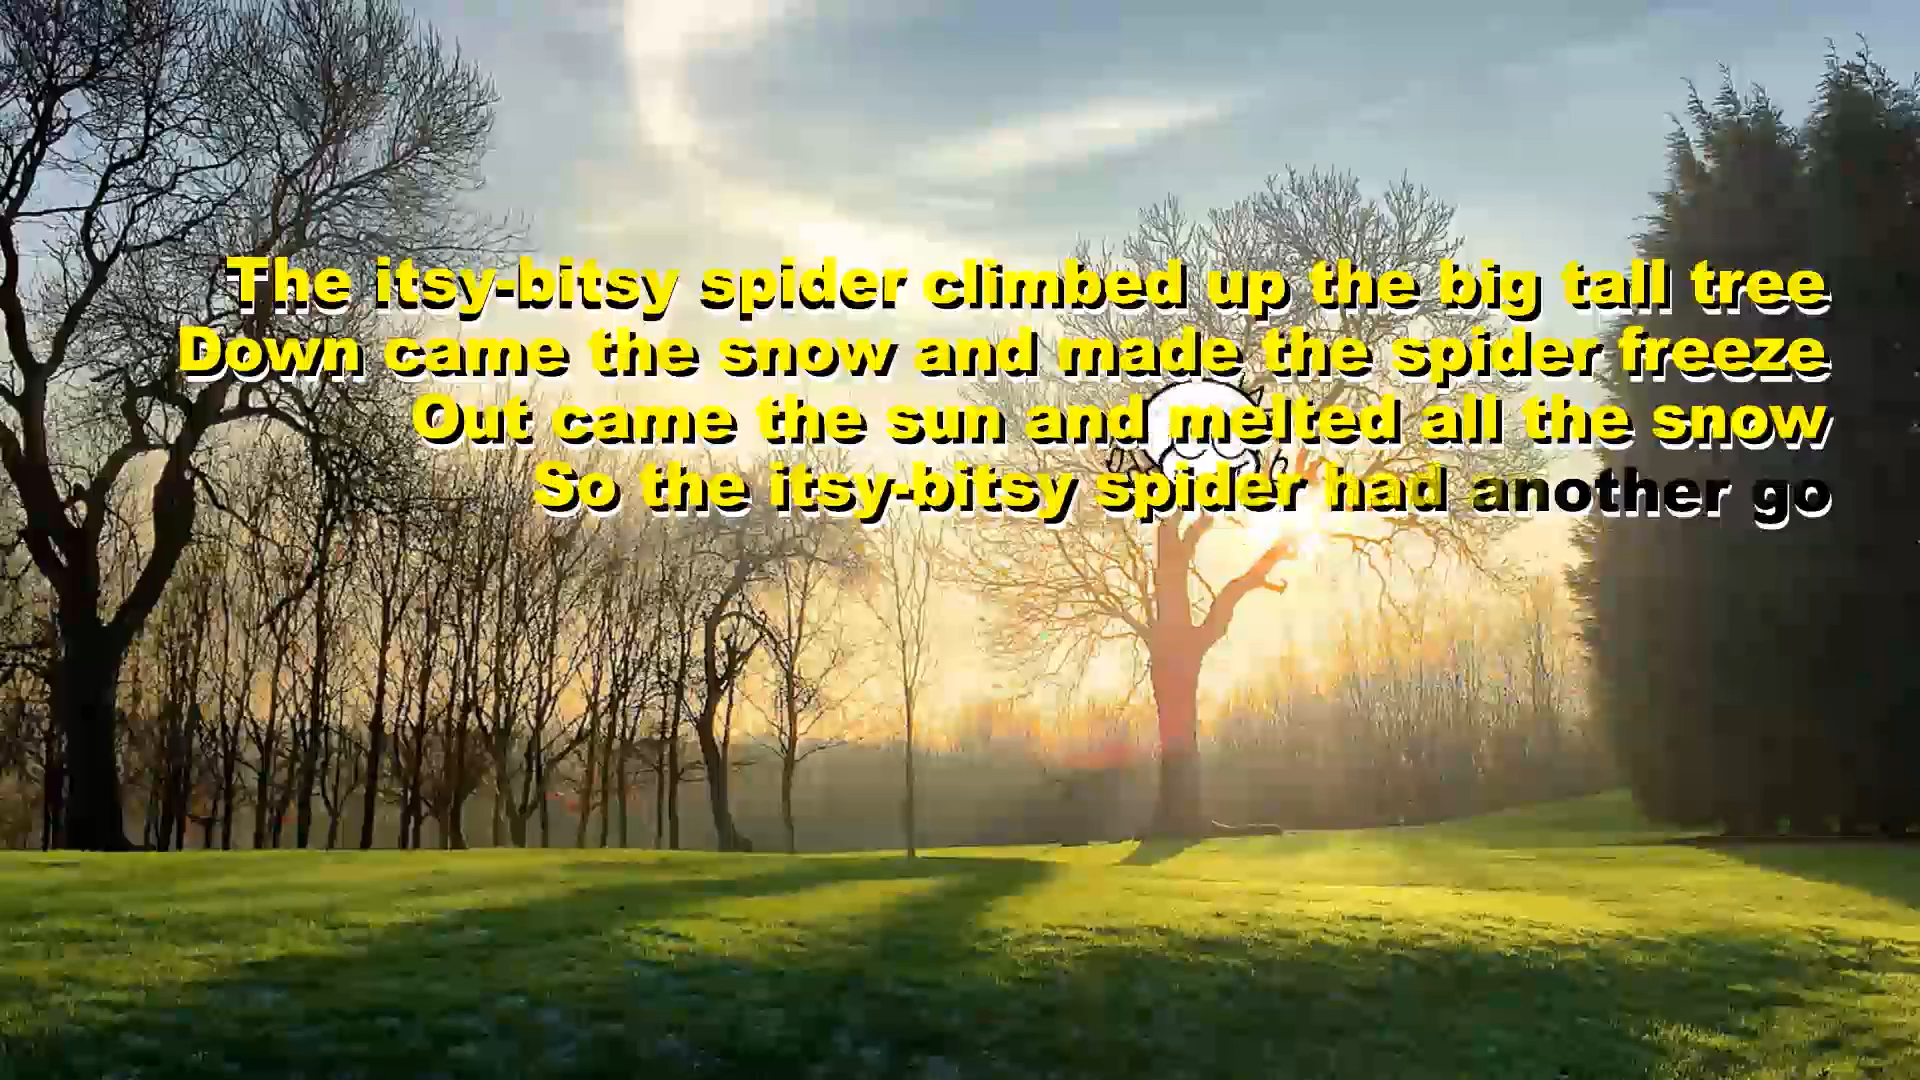 The itsy-bitsy spider climbed up the big tall tree
Down came the snow and made the spider freeze
Out came the sun and melted all the snow
So the itsy-bitsy spider had another go